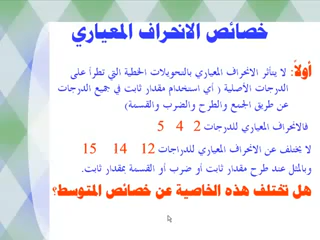 خصائص الانحراف المعياري
أولاً: لا يتأثر الانحراف المعياري بالتحويلات الخطية التي تطرأ على
الدرجات الأصلية ( أي استخدام مقدار ثابت في جميع الدرجات
عن طريق الجمع والطرح والضرب والقسمة)
فالانحراف المعياري للدرجات 2 4 5
لا يختلف عن الانحراف المعياري للدراجات 12 14 15
وبالمثل عند طرح مقدار ثابت أو ضرب أو القسمة بمقدار ثابت.
هل تختلف هذه الخاصية عن خصائص المتوسط؟